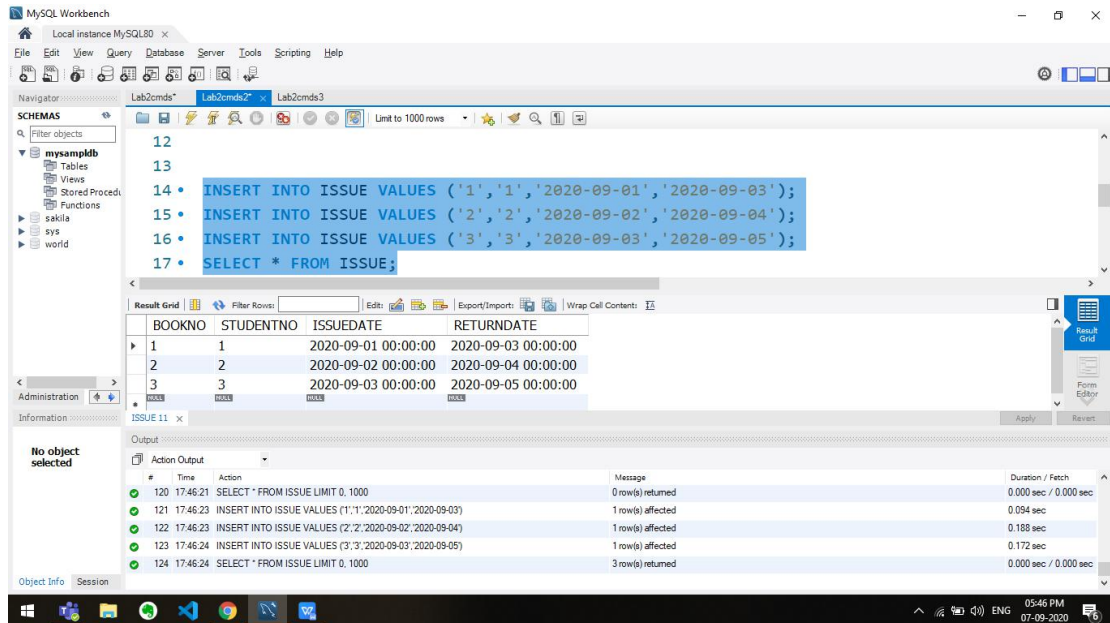 MySQL Workbench
Local instance MySQL80
File Edit View Query Database Server Tools Scripting Help
Navigator
Lab2cmds* Lab2cmds2* Lab2cmds3
SCHEMAS
Limit to 1000 rows
Filter objects
mysampldb
Tables
Views
Stored Procedu
Functions
sakila
sys
world
12
13
14 INSERT INTO ISSUE VALUES ('1','1','2020-09-01','2020-09-03');
15 INSERT INTO ISSUE VALUES ('2','2','2020-09-02','2020-09-04');
16 INSERT INTO ISSUE VALUES ('3','3','2020-09-03','2020-09-05');
17 SELECT * FROM ISSUE;
Result Grid Filter Rows: Edit: Export/Import: Wrap Cell Content:
BOOKNO STUDENTNO ISSUEDATE RETURNDATE
1 1 2020-09-01 00:00:00 2020-09-03 00:00:00
2 2 2020-09-02 00:00:00 2020-09-04 00:00:00
3 3 2020-09-03 00:00:00 2020-09-05 00:00:00
NULL NULL NULL NULL
Result Grid
Form Editor
Administration
Information
ISSUE 11
Apply Revert
No object selected
Output
Action Output
# Time Action Message Duration / Fetch
120 17:46:21 SELECT * FROM ISSUE LIMIT 0, 1000 0 row(s) returned 0.000 sec / 0.000 sec
121 17:46:23 INSERT INTO ISSUE VALUES ('1','1','2020-09-01','2020-09-03') 1 row(s) affected 0.094 sec
122 17:46:23 INSERT INTO ISSUE VALUES ('2','2','2020-09-02','2020-09-04') 1 row(s) affected 0.188 sec
123 17:46:24 INSERT INTO ISSUE VALUES ('3','3','2020-09-03','2020-09-05') 1 row(s) affected 0.172 sec
124 17:46:24 SELECT * FROM ISSUE LIMIT 0, 1000 3 row(s) returned 0.000 sec / 0.000 sec
Object Info Session
ENG
05:46 PM
07-09-2020
6